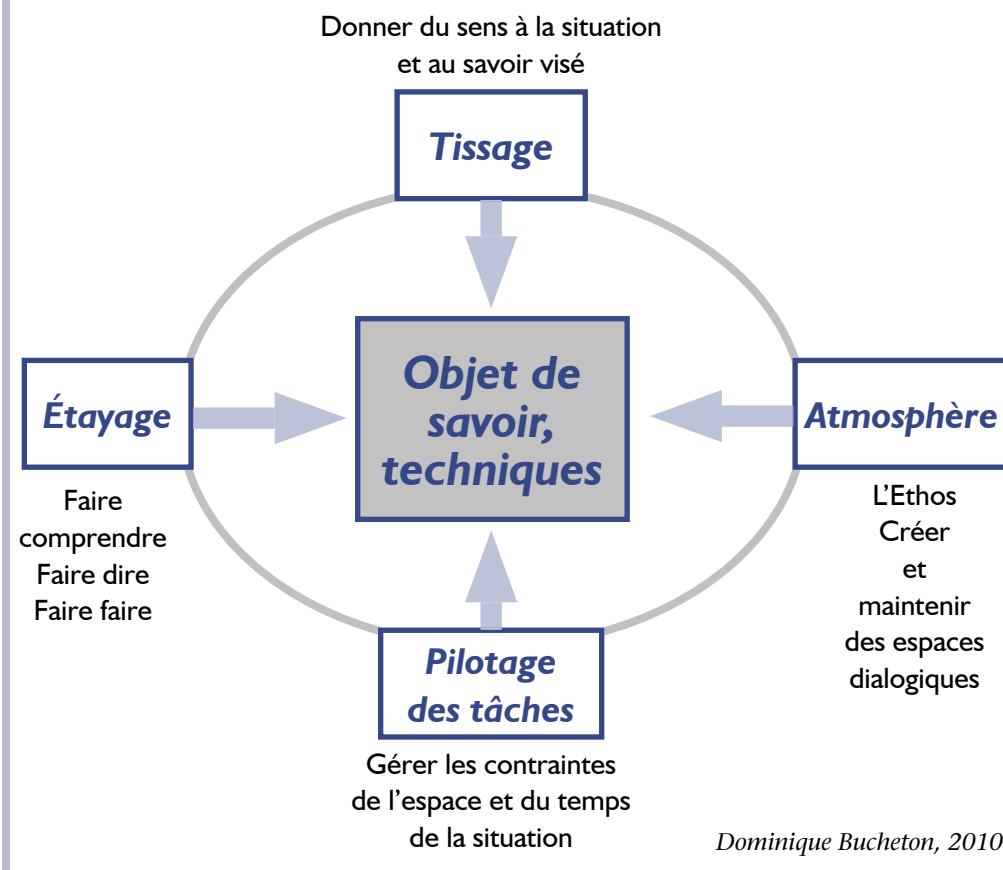 Donner du sens à la situation
et au savoir visé
Tissage
Étayage
Faire
comprendre
Faire dire
Faire faire
Objet de
savoir,
techniques
Atmosphère
L'Ethos
Créer
et
maintenir
des espaces
dialogiques
Pilotage
des tâches
Gérer les contraintes
de l'espace et du temps
de la situation
Dominique Bucheton, 2010